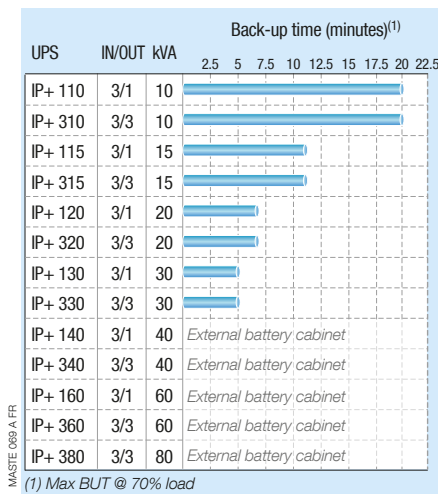 Back-up time (minutes)(1)
UPS IN/OUT kVA
2.5 5 7.5 10 12.5 15 17.5 20 22.5
IP+ 110 3/1 10
IP+ 310 3/3 10
IP+ 115 3/1 15
IP+ 315 3/3 15
IP+ 120 3/1 20
IP+ 320 3/3 20
IP+ 130 3/1 30
IP+ 330 3/3 30
IP+ 140 3/1 40 External battery cabinet
IP+ 340 3/3 40 External battery cabinet
IP+ 160 3/1 60 External battery cabinet
IP+ 360 3/3 60 External battery cabinet
IP+ 380 3/3 80 External battery cabinet
(1) Max BUT @ 70% load
MASTE 069 A FR